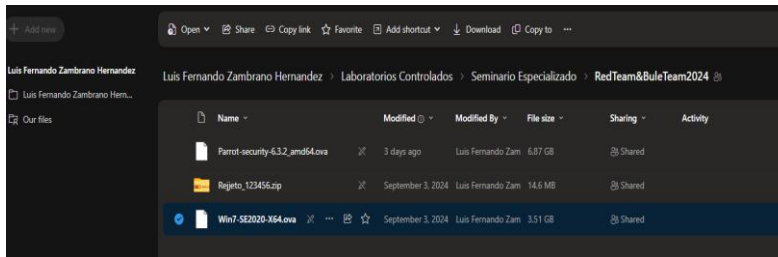 Add new
Open Share Copy link Favorite Add shortcut Download Copy to ...
Luis Fernando Zambrano Hernandez
Luis Fernando Zambrano Hern...
Our files
Luis Fernando Zambrano Hernandez > Laboratorios Controlados > Seminario Especializado > RedTeam&BuleTeam2024
Name Modified Modified By File size Sharing Activity
Parrot-security-6.3.2_amd64.ova 3 days ago Luis Fernando Zam 6.87 GB Shared
Rejjeto_123456.zip September 3, 2024 Luis Fernando Zam 14.6 MB Shared
Win7-SE2020-X64.ova ... September 3, 2024 Luis Fernando Zam 3.51 GB Shared